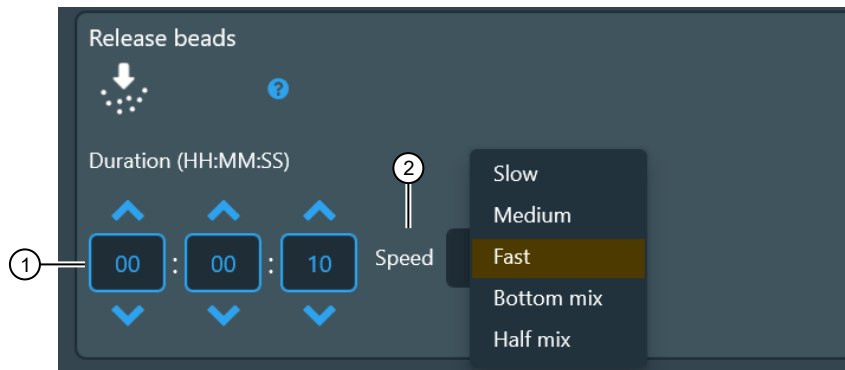 Release beads
?
Duration (HH:MM:SS)
2
1
00 : 00 : 10
Speed
Slow
Medium
Fast
Bottom mix
Half mix